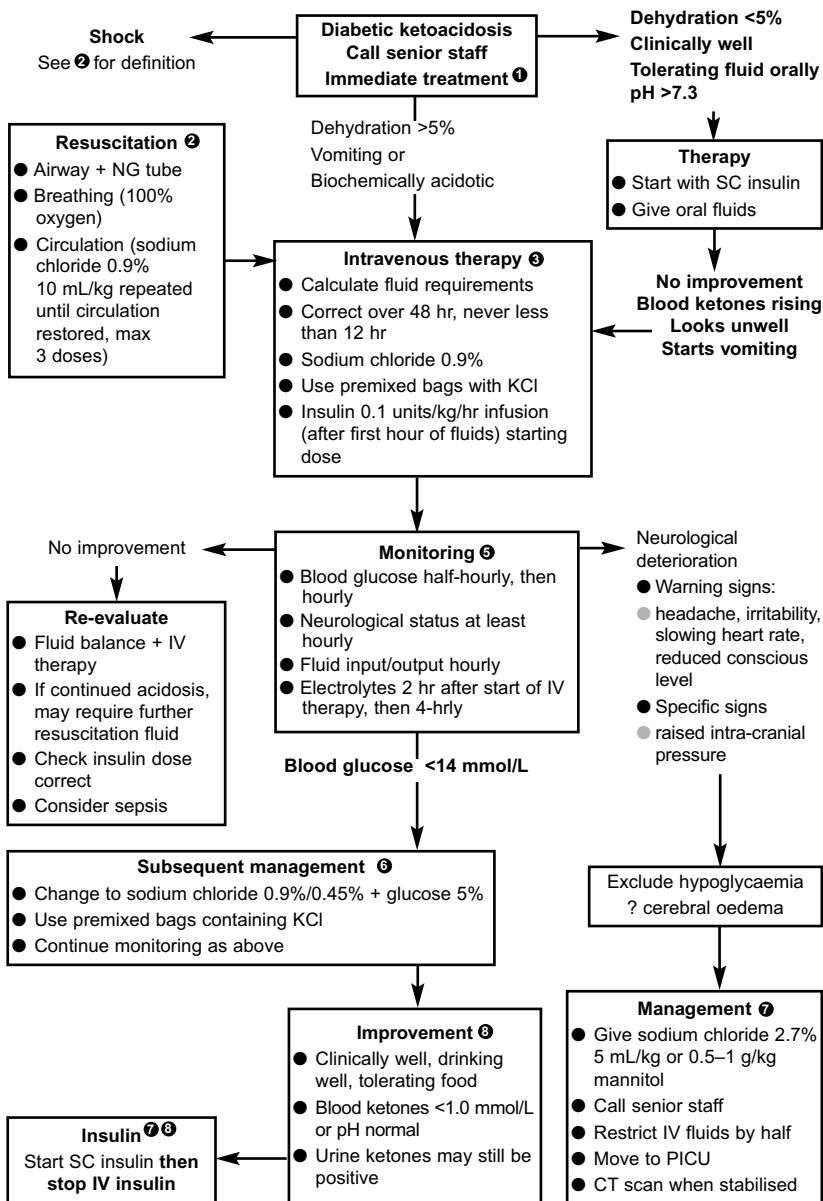 Shock
See ❷ for definition
Diabetic ketoacidosis
Call senior staff
Immediate treatment ❶
Dehydration <5%
Clinically well
Tolerating fluid orally
pH >7.3
Dehydration >5%
Vomiting or
Biochemically acidotic
Resuscitation ❷
● Airway + NG tube
● Breathing (100%
oxygen)
● Circulation (sodium
chloride 0.9%
10 mL/kg repeated
until circulation
restored, max
3 doses)
Therapy
● Start with SC insulin
● Give oral fluids
Intravenous therapy ❸
● Calculate fluid requirements
● Correct over 48 hr, never less
than 12 hr
● Sodium chloride 0.9%
● Use premixed bags with KCl
● Insulin 0.1 units/kg/hr infusion
(after first hour of fluids) starting
dose
No improvement
Blood ketones rising
Looks unwell
Starts vomiting
No improvement
Monitoring ❺
● Blood glucose half-hourly, then
hourly
● Neurological status at least
hourly
● Fluid input/output hourly
● Electrolytes 2 hr after start of IV
therapy, then 4-hrly
Neurological
deterioration
● Warning signs:
● headache, irritability,
slowing heart rate,
reduced conscious
level
● Specific signs
● raised intra-cranial
pressure
Re-evaluate
● Fluid balance + IV
therapy
● If continued acidosis,
may require further
resuscitation fluid
● Check insulin dose
correct
● Consider sepsis
Blood glucose <14 mmol/L
Subsequent management ❻
● Change to sodium chloride 0.9%/0.45% + glucose 5%
● Use premixed bags containing KCl
● Continue monitoring as above
Exclude hypoglycaemia
? cerebral oedema
Improvement ❽
● Clinically well, drinking
well, tolerating food
● Blood ketones <1.0 mmol/L
or pH normal
● Urine ketones may still be
positive
Management ❼
● Give sodium chloride 2.7%
5 mL/kg or 0.5–1 g/kg
mannitol
● Call senior staff
● Restrict IV fluids by half
● Move to PICU
● CT scan when stabilised
Insulin ❼ ❽
Start SC insulin then
stop IV insulin